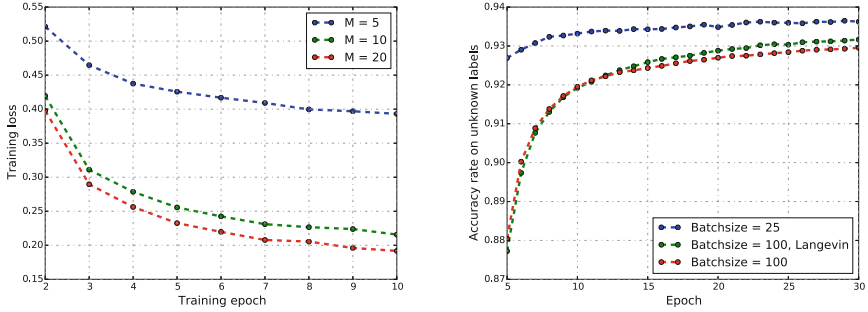 0.55
0.50
0.45
0.40
0.35
0.30
0.25
0.20
0.15
Training loss
2 3 4 5 6 7 8 9 10
Training epoch
M = 5
M = 10
M = 20
0.94
0.93
0.92
0.91
0.90
0.89
0.88
0.87
Accuracy rate on unknown labels
5 10 15 20 25 30
Epoch
Batchsize = 25
Batchsize = 100, Langevin
Batchsize = 100